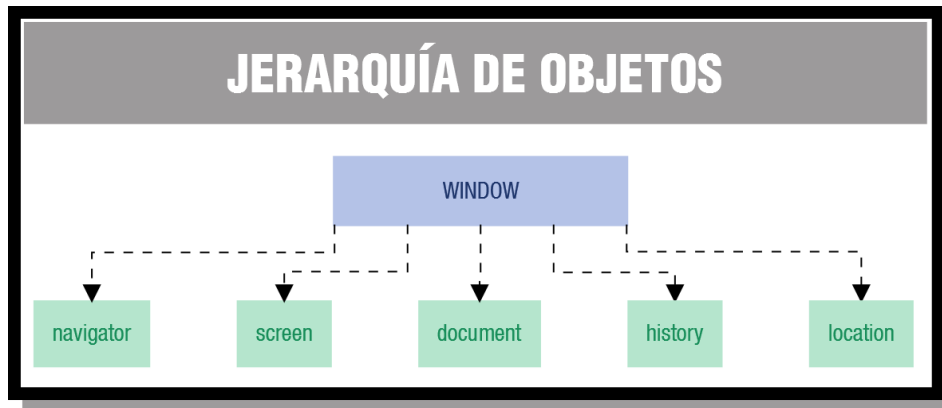 JERARQUÍA DE OBJETOS
WINDOW
navigator
screen
document
history
location